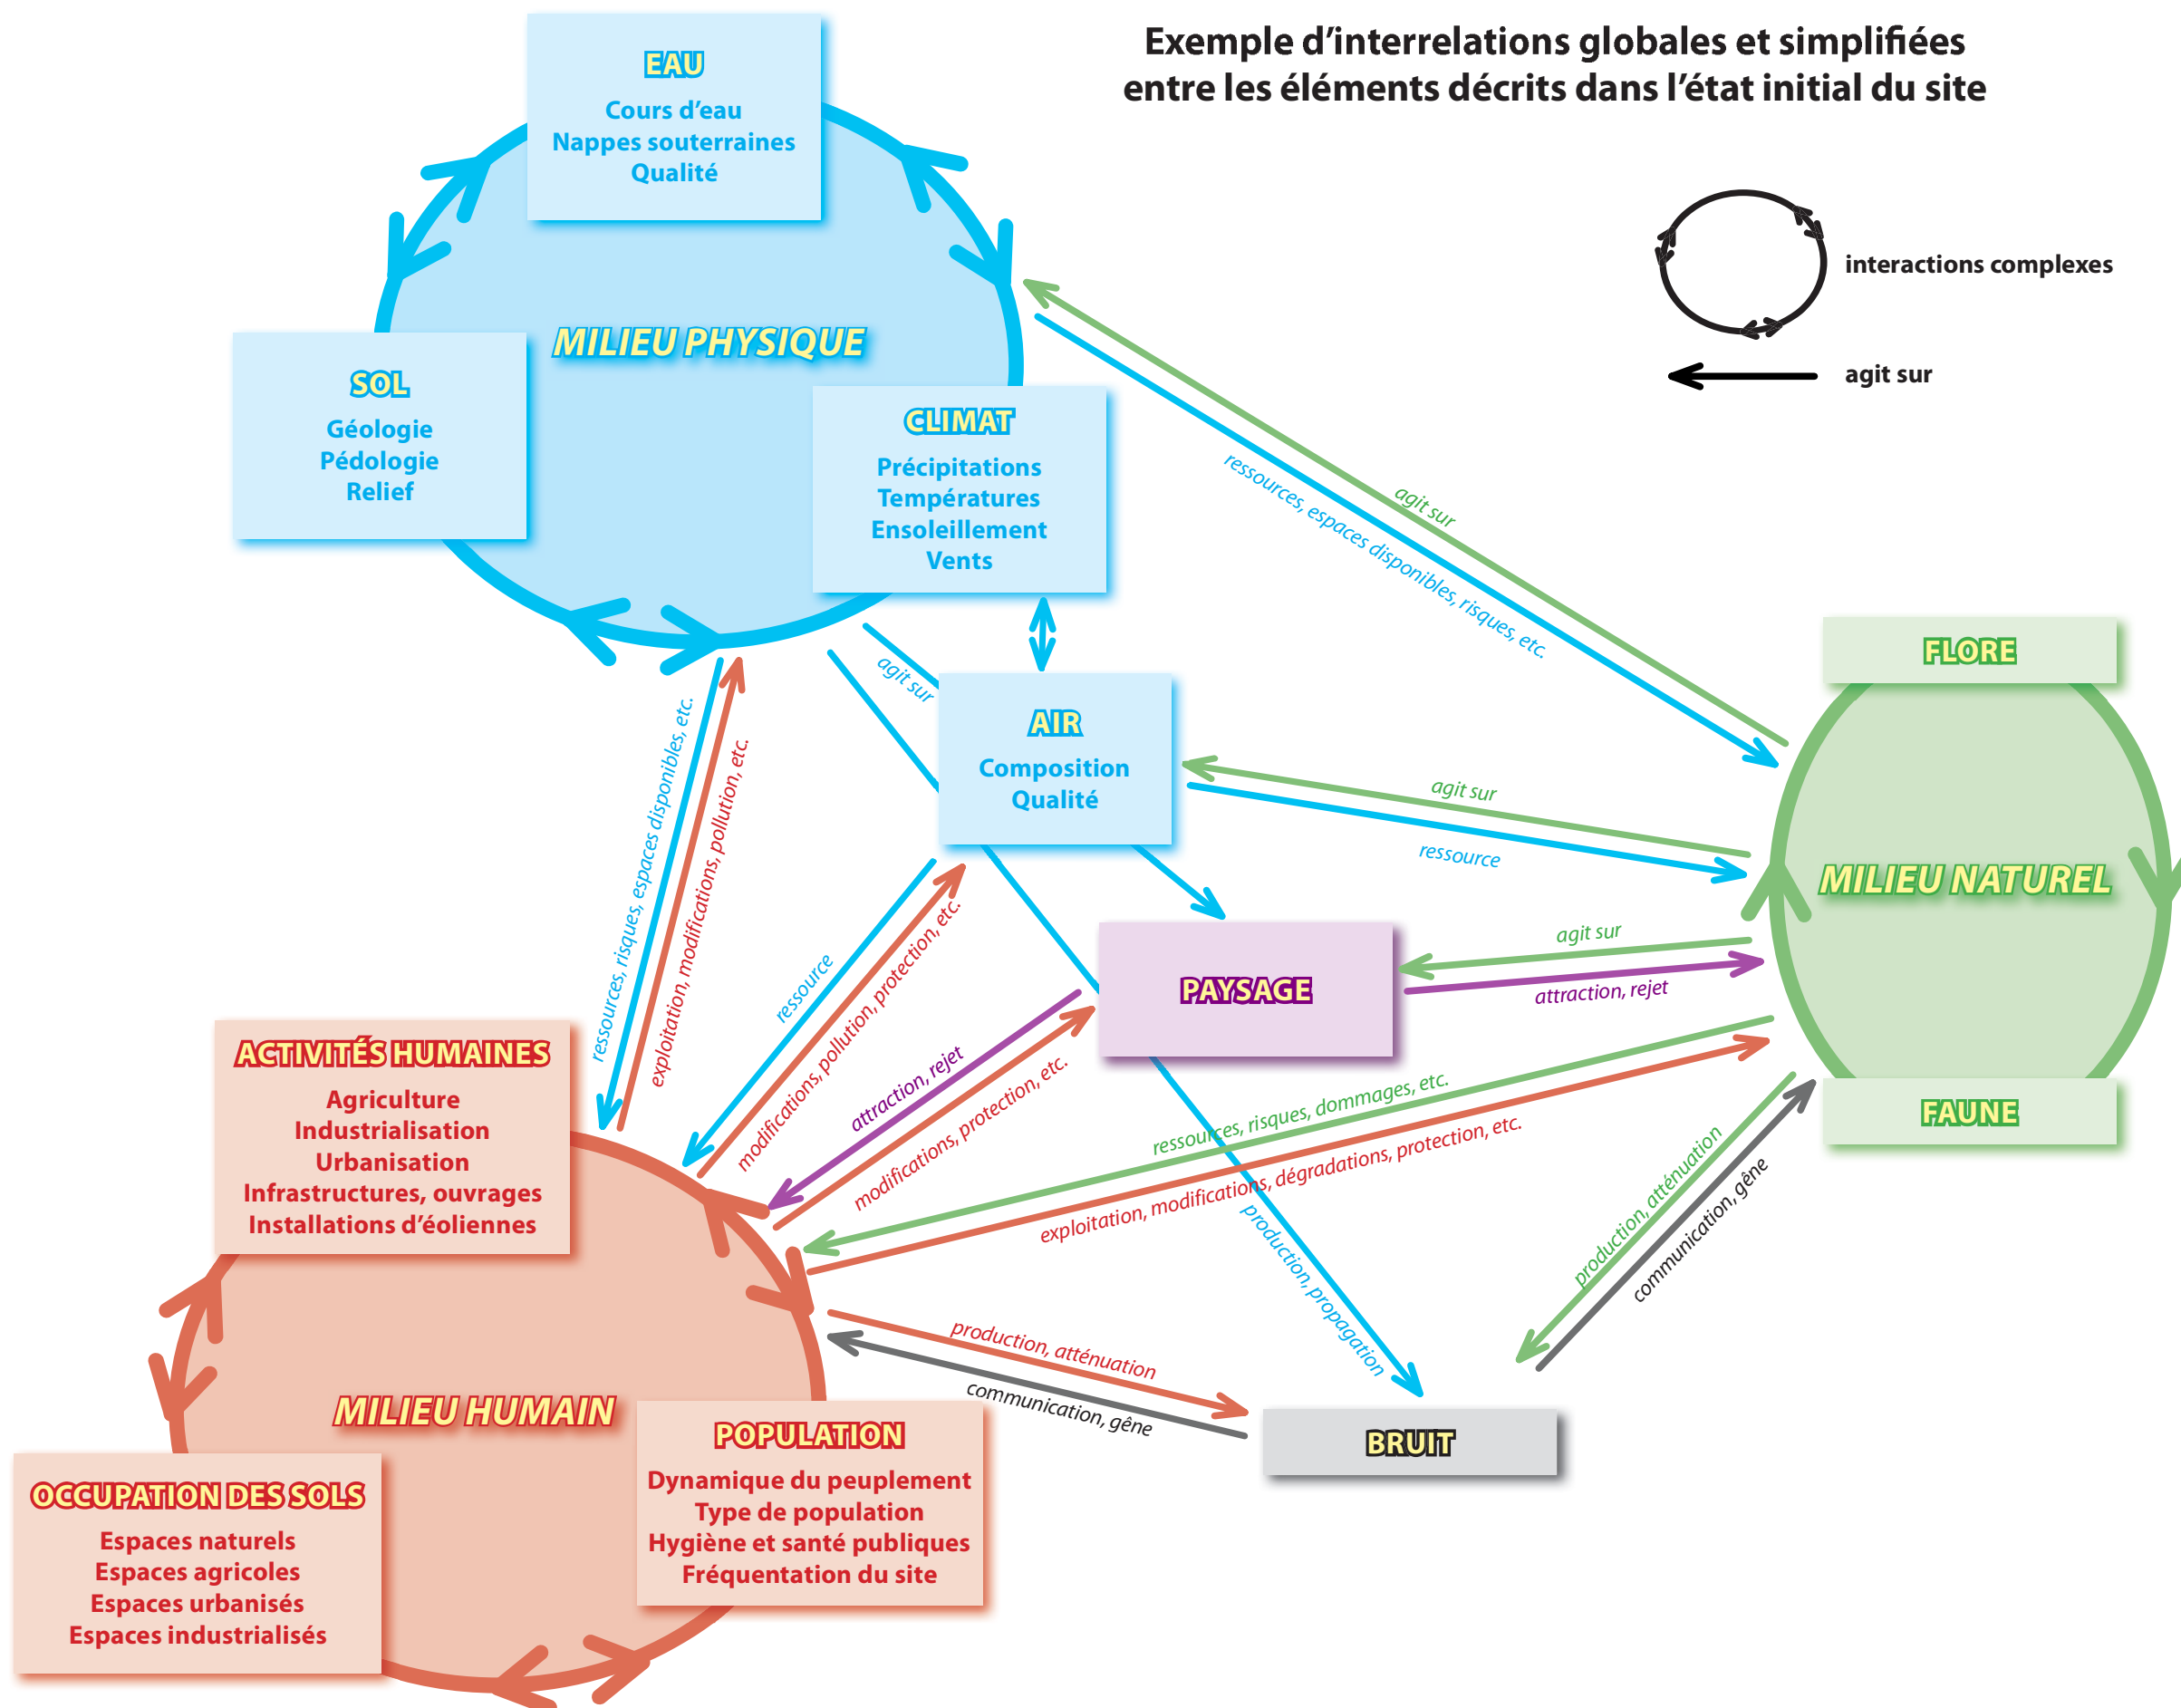 Exemple d’interrelations globales et simplifiées
entre les éléments décrits dans l’état initial du site
interactions complexes
agit sur
EAU
Cours d’eau
Nappes souterraines
Qualité
MILIEU PHYSIQUE
SOL
Géologie
Pédologie
Relief
CLIMAT
Précipitations
Températures
Ensoleillement
Vents
agit sur
ressources, espaces disponibles, risques, etc.
FLORE
MILIEU NATUREL
FAUNE
agit sur
AIR
Composition
Qualité
agit sur
ressource
ressources, risques, espaces disponibles, etc.
exploitation, modifications, pollution, etc.
ressource
modifications, pollution, protection, etc.
PAYSAGE
agit sur
attraction, rejet
attraction, rejet
modifications, protection, etc.
ressources, risques, dommages, etc.
exploitation, modifications, dégradations, protection, etc.
production, propagation
production, atténuation
communication, gêne
ACTIVITÉS HUMAINES
Agriculture
Industrialisation
Urbanisation
Infrastructures, ouvrages
Installations d’éoliennes
MILIEU HUMAIN
production, atténuation
communication, gêne
BRUIT
POPULATION
Dynamique du peuplement
Type de population
Hygiène et santé publiques
Fréquentation du site
OCCUPATION DES SOLS
Espaces naturels
Espaces agricoles
Espaces urbanisés
Espaces industrialisés